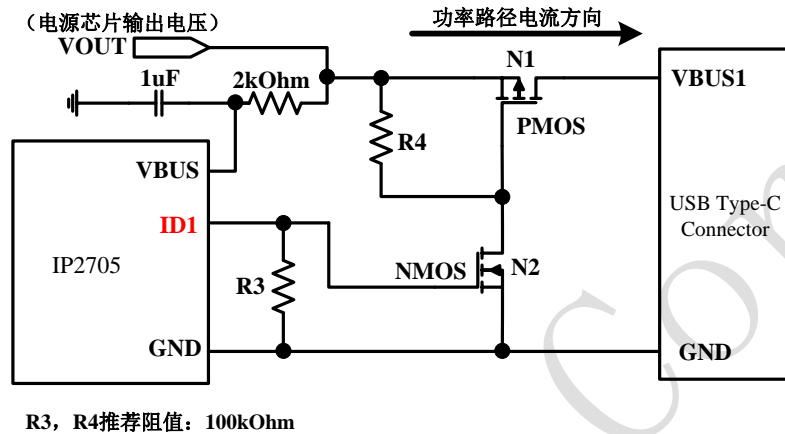 （电源芯片输出电压）
功率路径电流方向
VOUT
N1
1uF
2kOhm
VBUS1
PMOS
R4
VBUS
USB Type-C
Connector
ID1
IP2705
NMOS
N2
R3
GND
GND
R3，R4推荐阻值：100kOhm
Con